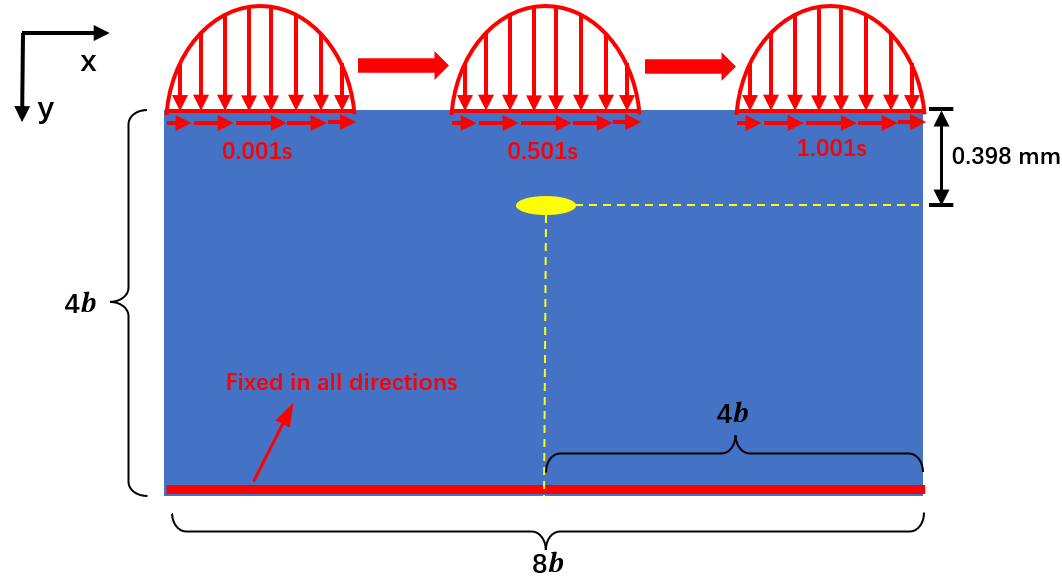 x
y
0.001s
0.501s
1.001s
0.398 mm
4b
Fixed in all directions
4b
8b